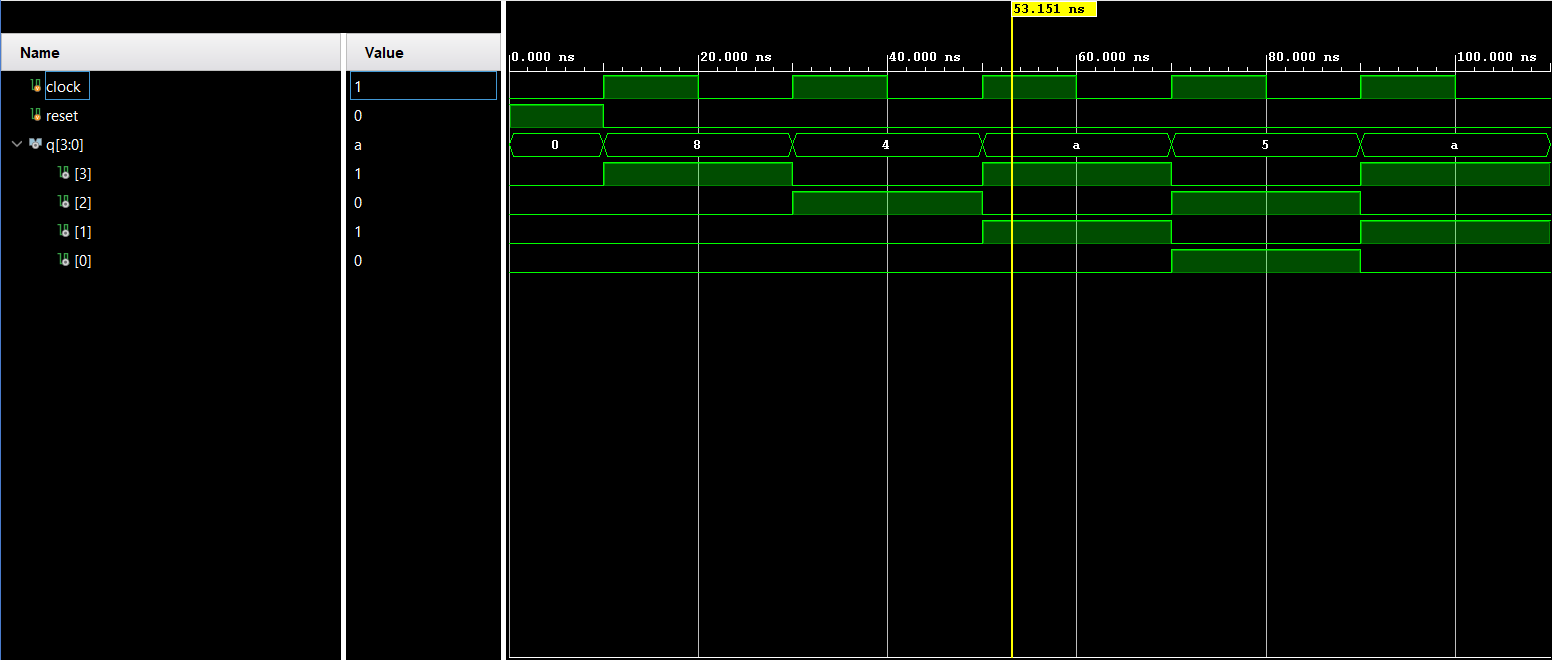 53.151 ns
Name Value
0.000 ns 20.000 ns 40.000 ns 60.000 ns 80.000 ns 100.000 ns
clock 1
reset 0
q[3:0] a 0 8 4 a 5 a
[3] 1
[2] 0
[1] 1
[0] 0